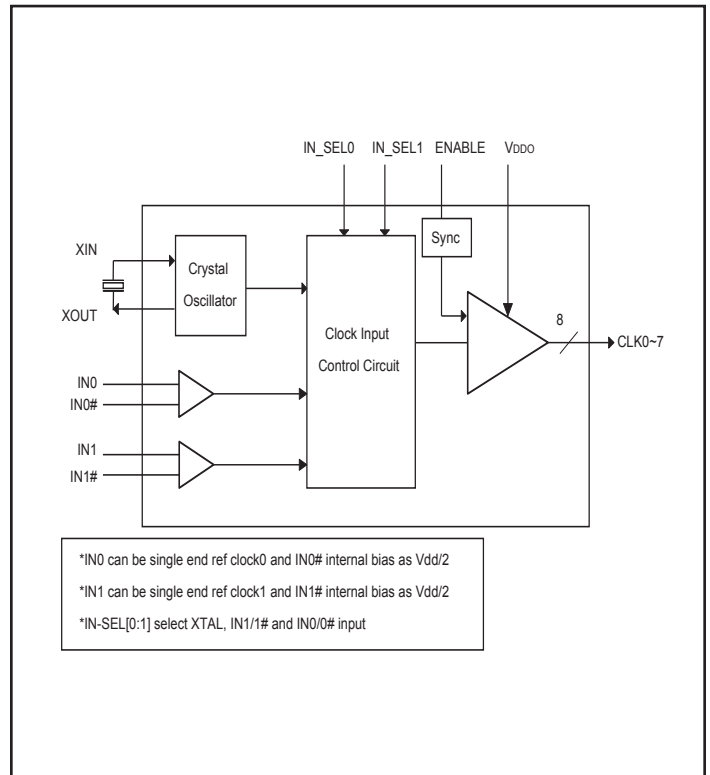 IN_SEL0 IN_SEL1 ENABLE VDDO
Sync
XIN
Crystal
Oscillator
XOUT
8
Clock Input
Control Circuit
CLK0~7
IN0
IN0#
IN1
IN1#
*IN0 can be single end ref clock0 and IN0# internal bias as Vdd/2
*IN1 can be single end ref clock1 and IN1# internal bias as Vdd/2
*IN-SEL[0:1] select XTAL, IN1/1# and IN0/0# input